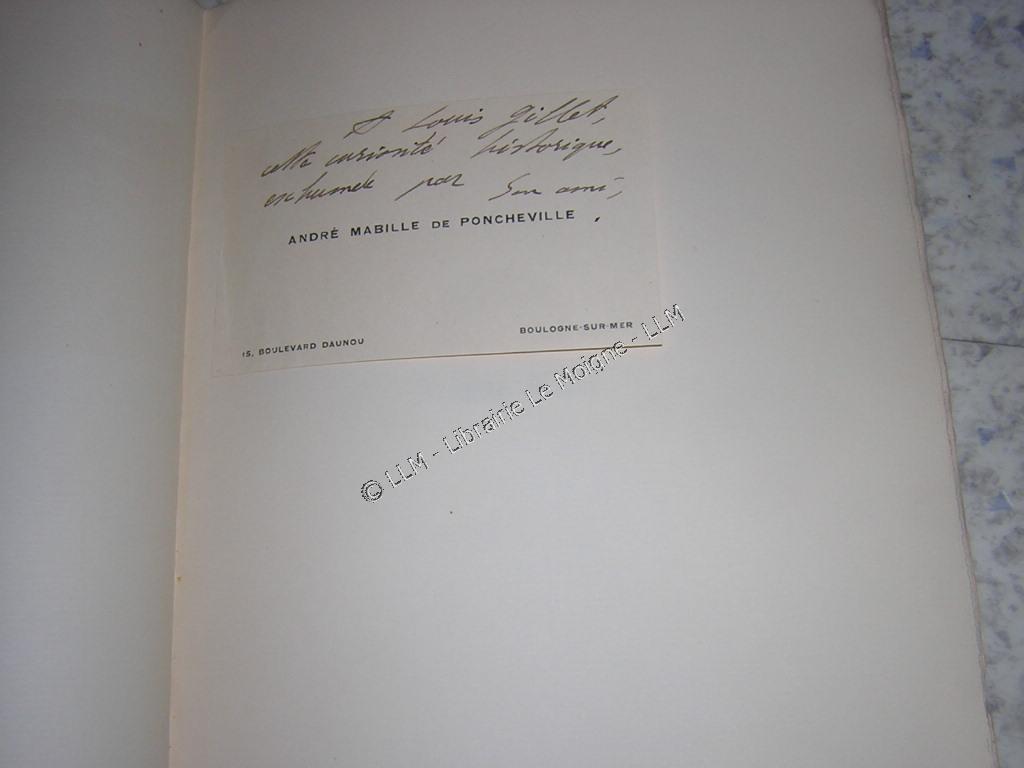 A Louis Gillet,
cette curiosité historique,
exhumée par son ami,
ANDRÉ MABILLE DE PONCHEVILLE,
15, BOULEVARD DAUNOU
BOULOGNE-SUR-MER
© LLM - Librairie Le Moigne - LLM